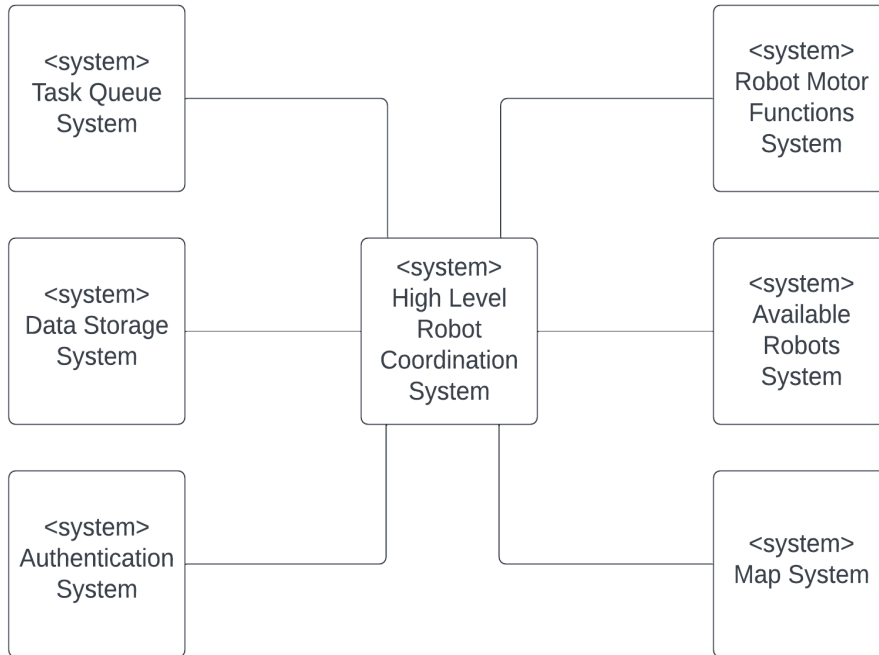 <system>
Task Queue
System
<system>
Robot Motor
Functions
System
<system>
Data Storage
System
<system>
High Level
Robot
Coordination
System
<system>
Available
Robots
System
<system>
Authentication
System
<system>
Map System